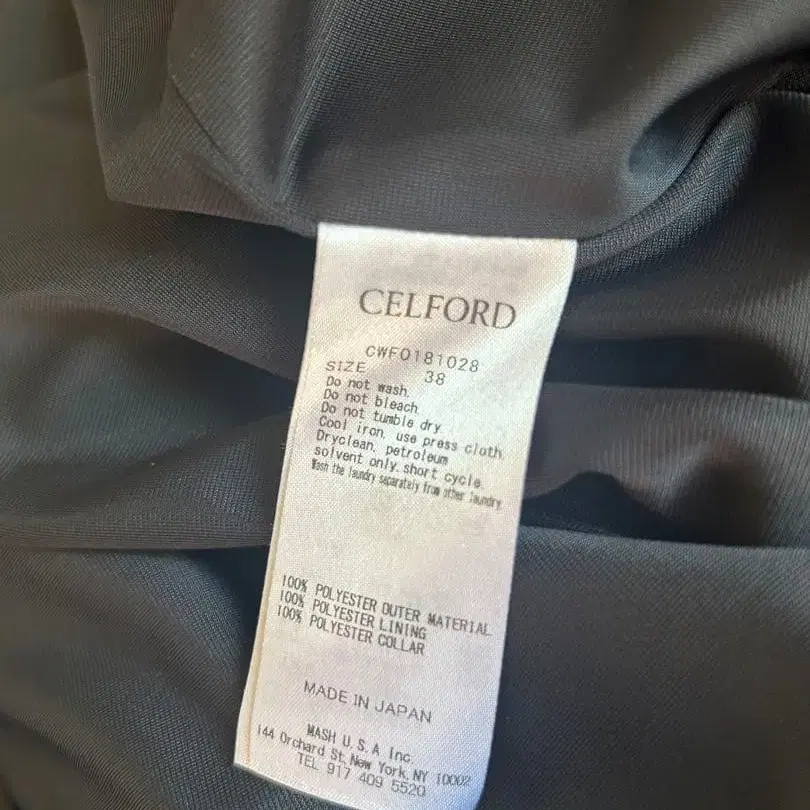 CELFORD
CWFO181028
SIZE 38
Do not wash.
Do not bleach.
Do not tumble dry.
Cool iron, use press cloth.
Dryclean, petroleum
solvent only, short cycle.
Wash the laundry separately from other laundry.
100% POLYESTER OUTER MATERIAL
100% POLYESTER LINING
100% POLYESTER COLLAR
MADE IN JAPAN
MASH U.S.A Inc.
144 Orchard St, New York, NY 10002
TEL 917 409 5520